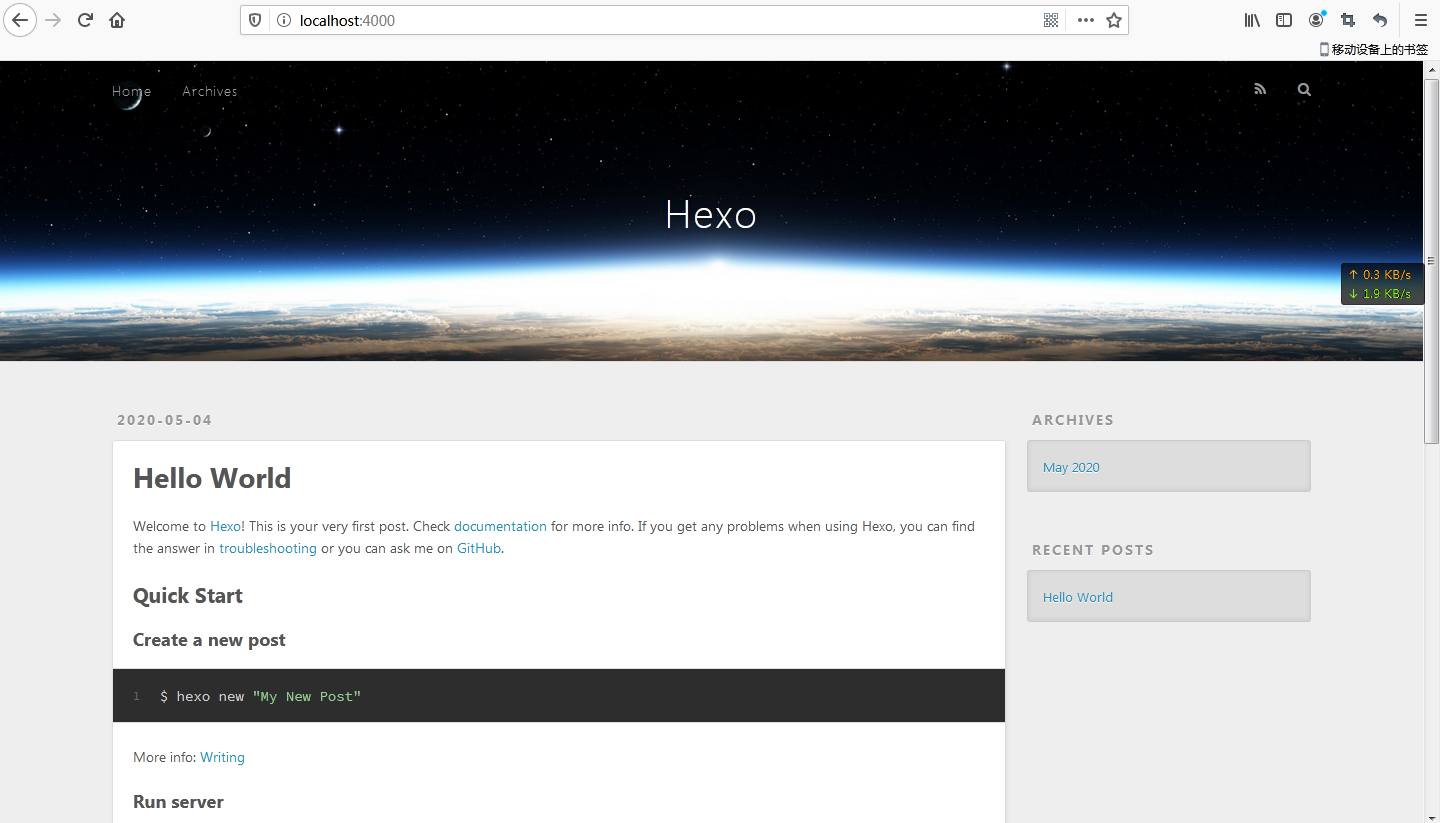 localhost:4000
移动设备上的书签
Home Archives
Hexo
↑ 0.3 KB/s
↓ 1.9 KB/s
2020-05-04
Hello World
Welcome to Hexo! This is your very first post. Check documentation for more info. If you get any problems when using Hexo, you can find
the answer in troubleshooting or you can ask me on GitHub.
Quick Start
Create a new post
1 $ hexo new "My New Post"
More info: Writing
Run server
ARCHIVES
May 2020
RECENT POSTS
Hello World